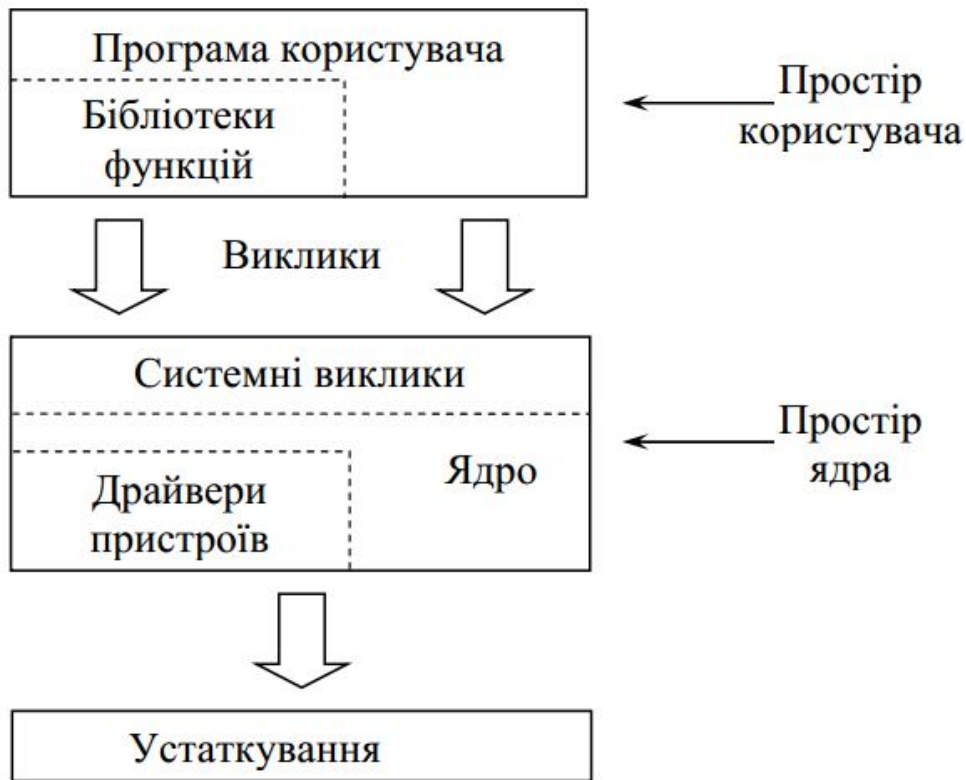 Програма користувача
Бібліотеки
функцій
Простір
користувача
Виклики
Системні виклики
Ядро
Драйвери
пристроїв
Простір
ядра
Устаткування